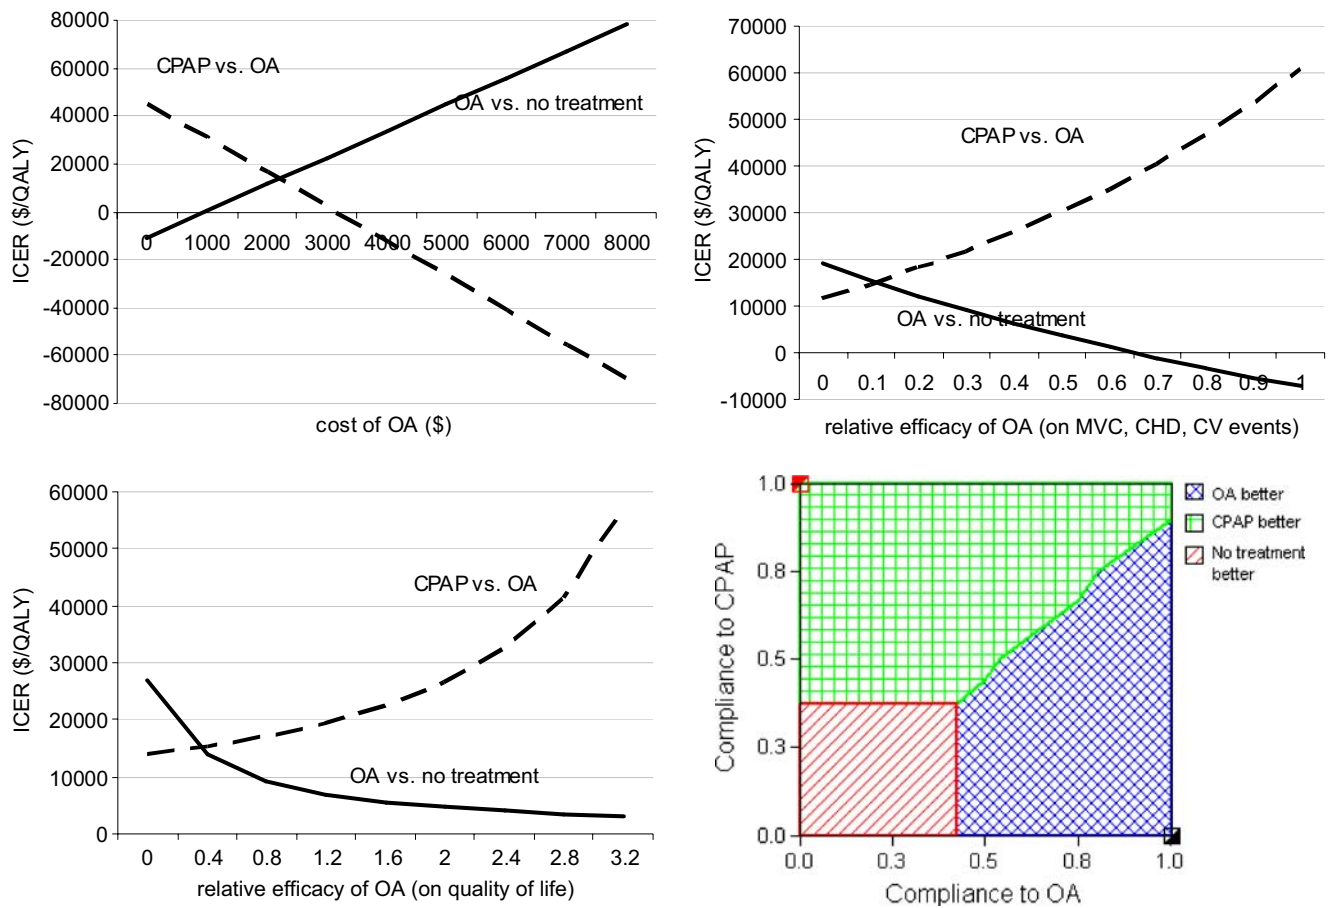 80000
60000
40000
20000
0
-20000
-40000
-60000
-80000
ICER ($/QALY)
CPAP vs. OA
OA vs. no treatment
0 1000 2000 3000 4000 5000 6000 7000 8000
cost of OA ($)
70000
60000
50000
40000
30000
20000
10000
0
-10000
ICER ($/QALY)
CPAP vs. OA
OA vs. no treatment
0 0.1 0.2 0.3 0.4 0.5 0.6 0.7 0.8 0.9 1
relative efficacy of OA (on MVC, CHD, CV events)
60000
50000
40000
30000
20000
10000
0
ICER ($/QALY)
CPAP vs. OA
OA vs. no treatment
0 0.4 0.8 1.2 1.6 2 2.4 2.8 3.2
relative efficacy of OA (on quality of life)
1.0
0.8
0.5
0.3
0.0
Compliance to CPAP
0.0 0.3 0.5 0.8 1.0
Compliance to OA
OA better
CPAP better
No treatment
better